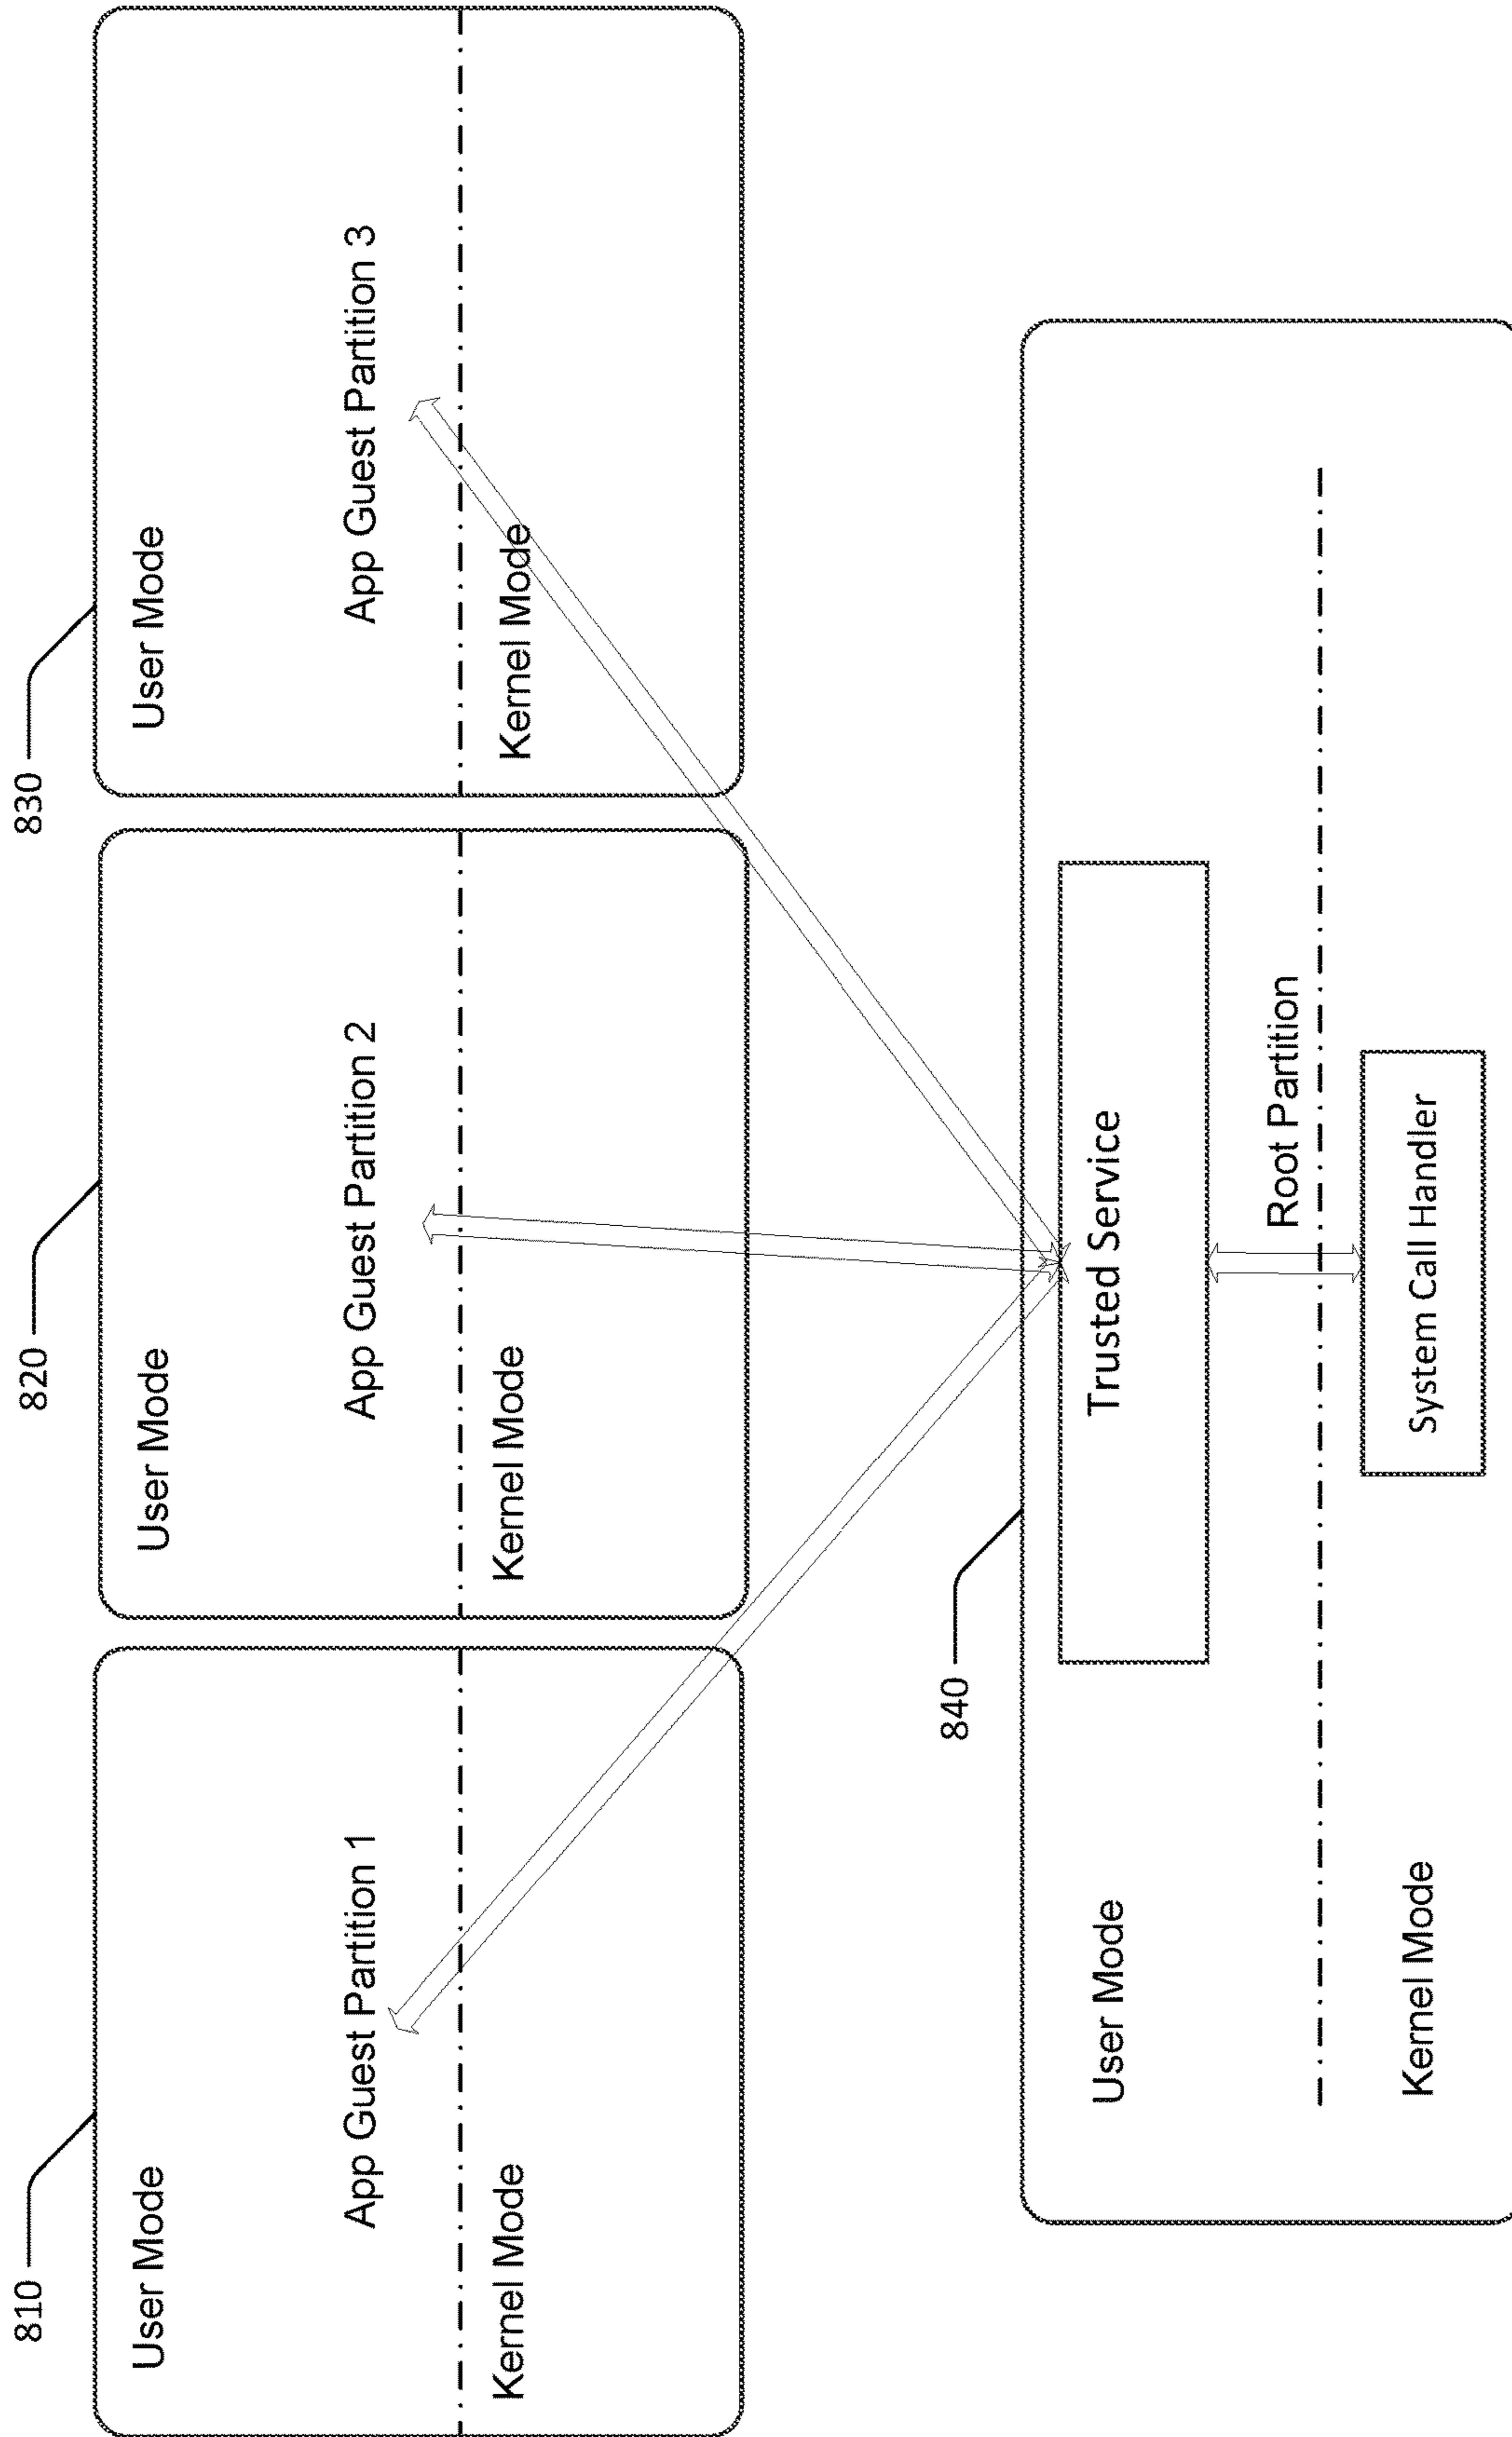 810
User Mode
App Guest Partition 1
Kernel Mode
820
User Mode
App Guest Partition 2
Kernel Mode
830
User Mode
App Guest Partition 3
Kernel Mode
840
User Mode
Trusted Service
Root Partition
Kernel Mode
System Call Handler